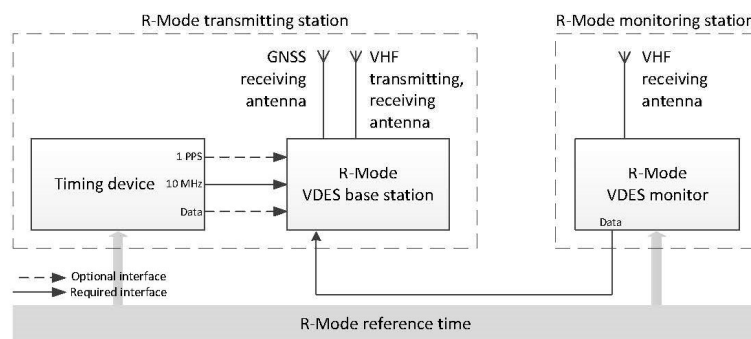 R-Mode transmitting station
R-Mode monitoring station
GNSS
receiving
antenna
VHF
transmitting,
receiving
antenna
VHF
receiving
antenna
Timing device
1 PPS
10 MHz
Data
R-Mode
VDES base station
R-Mode
VDES monitor
Data
Optional interface
Required interface
R-Mode reference time